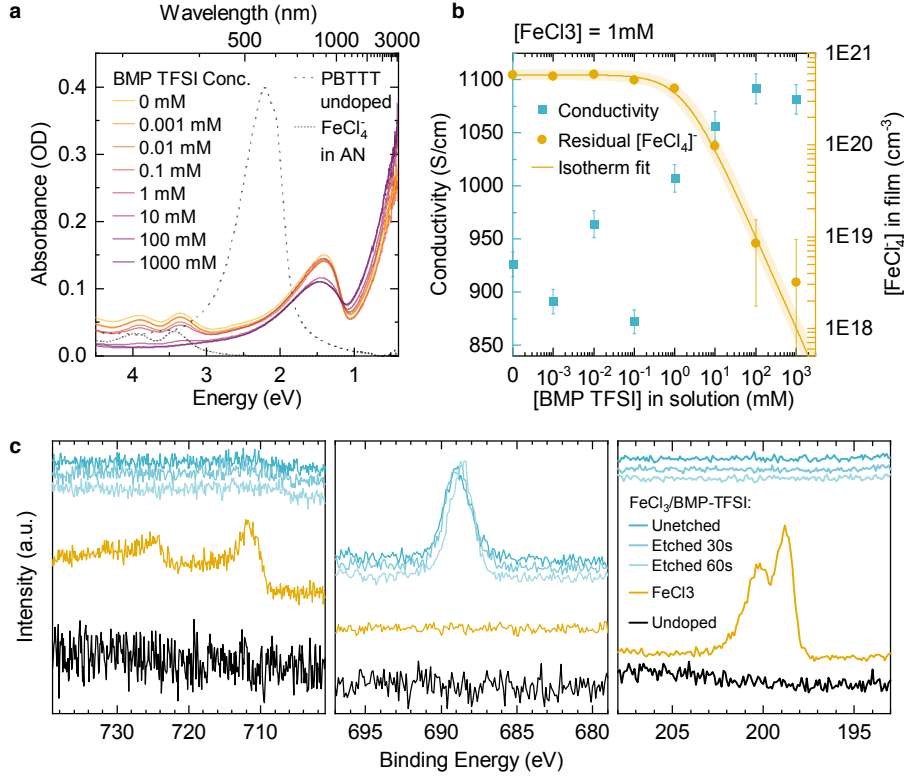 a
Wavelength (nm)
500
1000
3000
Absorbance (OD)
0.4
0.3
0.2
0.1
0.0
BMP TFSI Conc.
0 mM
0.001 mM
0.01 mM
0.1 mM
1 mM
10 mM
100 mM
1000 mM
PBTTT
undoped
FeCl₄⁻
in AN
4
3
2
1
Energy (eV)
b
[FeCl3] = 1mM
Conductivity (S/cm)
1100
1050
1000
950
900
850
Conductivity
Residual [FeCl₄]⁻
Isotherm fit
1E21
1E20
1E19
1E18
[FeCl₄⁻] in film (cm⁻³)
0
10⁻³
10⁻²
10⁻¹
10⁰
10¹
10²
10³
[BMP TFSI] in solution (mM)
c
Intensity (a.u.)
730
720
710
695
690
685
680
205
199
193
FeCl₃/BMP-TFSI:
Unetched
Etched 30s
Etched 60s
FeCl3
Undoped
Binding Energy (eV)